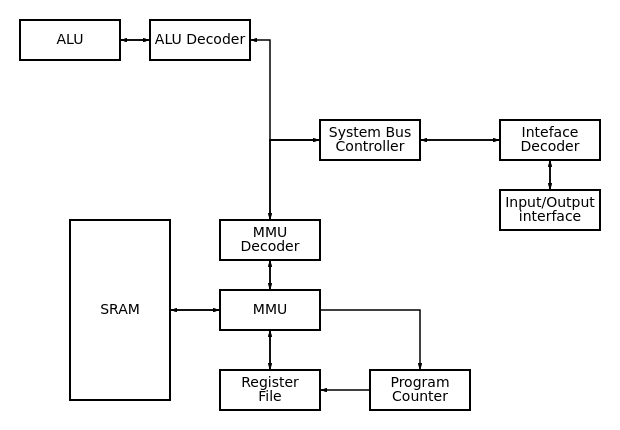 ALU
ALU Decoder
System Bus
Controller
Inteface
Decoder
Input/Output
interface
MMU
Decoder
SRAM
MMU
Register
File
Program
Counter